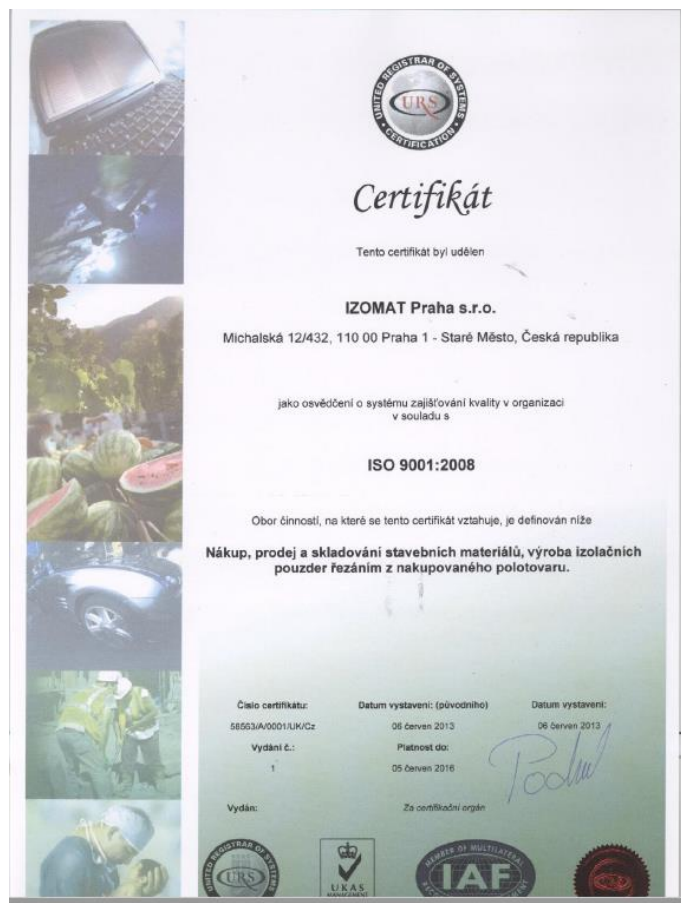 UNITED REGISTRAR OF SYSTEMS
URS
CERTIFICATION
Certifikát
Tento certifikát byl udělen
IZOMAT Praha s.r.o.
Michalská 12/432, 110 00 Praha 1 - Staré Město, Česká republika
jako osvědčení o systému zajišťování kvality v organizaci
v souladu s
ISO 9001:2008
Obor činností, na které se tento certifikát vztahuje, je definován níže
Nákup, prodej a skladování stavebních materiálů, výroba izolačních
pouzder řezáním z nakupovaného polotovaru.
Číslo certifikátu: Datum vystavení: (původního) Datum vystavení:
58563/A/0001/UK/Cz 06 červen 2013 06 červen 2013
Vydání č.: Platnost do:
1 05 červen 2016
Vydán: Za certifikační orgán
URS
UKAS
MANAGEMENT
MEMBER OF MULTILATERAL
IAF